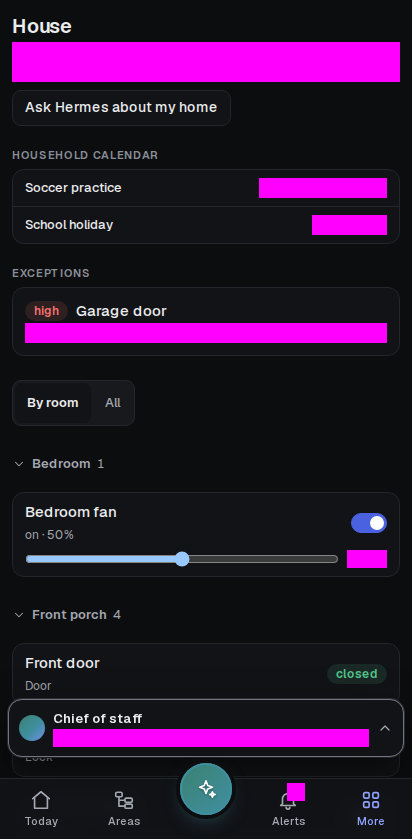 House
Ask Hermes about my home
HOUSEHOLD CALENDAR
Soccer practice
School holiday
EXCEPTIONS
high Garage door
By room All
Bedroom 1
Bedroom fan
on · 50%
Front porch 4
Front door
closed
Door
Chief of staff
Lock
Today Areas Alerts More